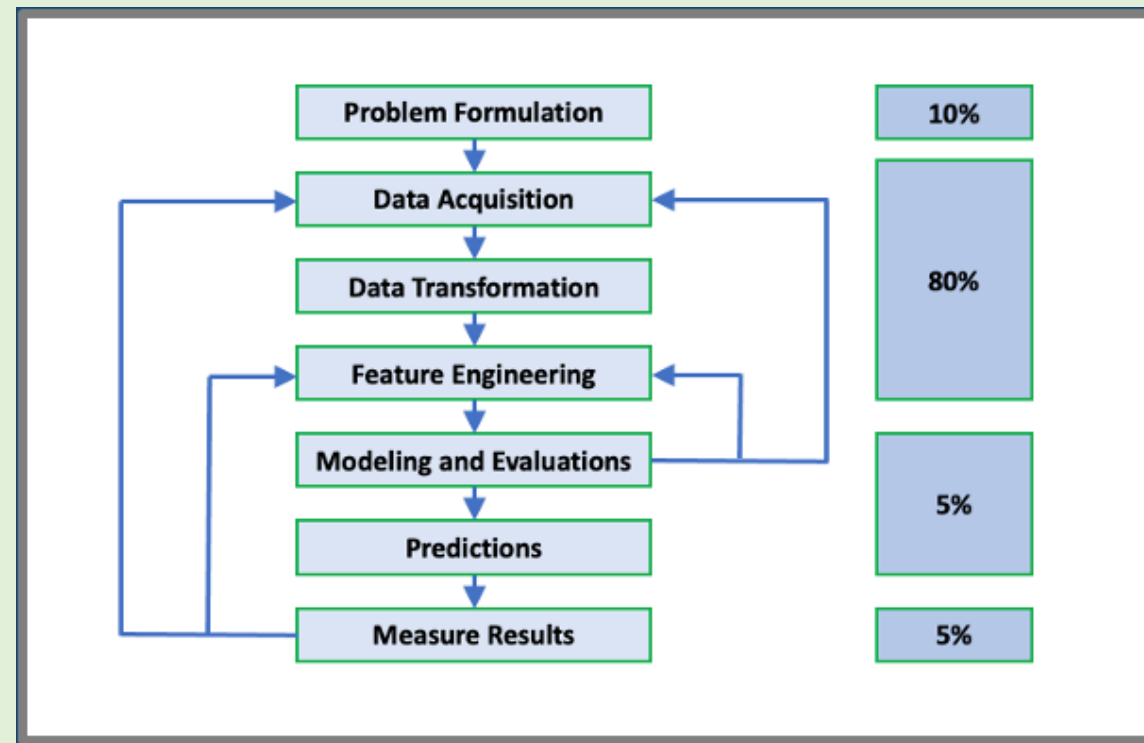 Problem Formulation
10%
Data Acquisition
Data Transformation
80%
Feature Engineering
Modeling and Evaluations
5%
Predictions
Measure Results
5%